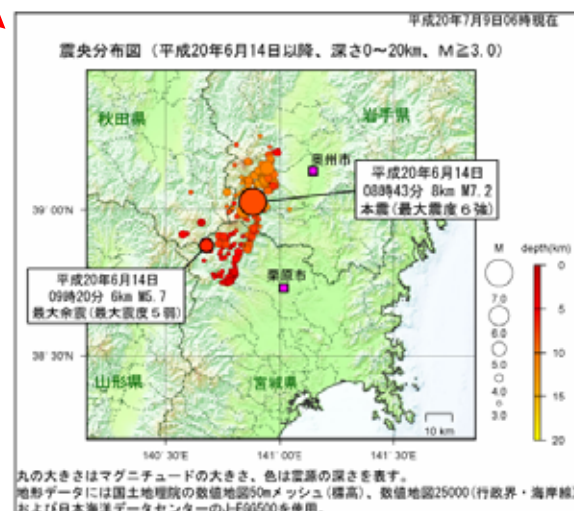 平成20年7月9日06時現在
震央分布図（平成20年6月14日以降、深さ0～20km、M≧3.0）
秋田県
岩手県
奥州市
平成20年6月14日
08時43分 8km M7.2
本震（最大震度６強）
39°00'
平成20年6月14日
09時20分 6km M5.7
最大余震（最大震度５弱）
栗原市
38°30'
山形県
宮城県
10 km
140°30'
141°00'
141°30'
M
7.0
6.0
5.0
4.0
3.0
depth(km)
0
5
10
15
20
丸の大きさはマグニチュードの大きさ、色は震源の深さを表す。
地形データには国土地理院の数値地図50mメッシュ（標高）、数値地図25000（行政界・海岸線）
および日本海洋データセンターのJ-EGG500を使用。